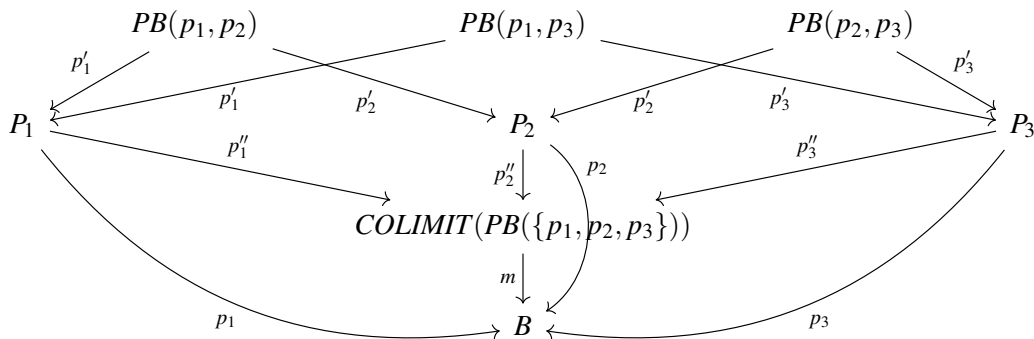 PB(p₁, p₂) PB(p₁, p₃) PB(p₂, p₃)
p′₁ p′₁ p′₂ p′₂ p′₃ p′₃
P₁ P₂ P₃
p″₁ p″₂ p₂ p″₃
COLIMIT(PB({p₁, p₂, p₃}))
m
p₁ B p₃